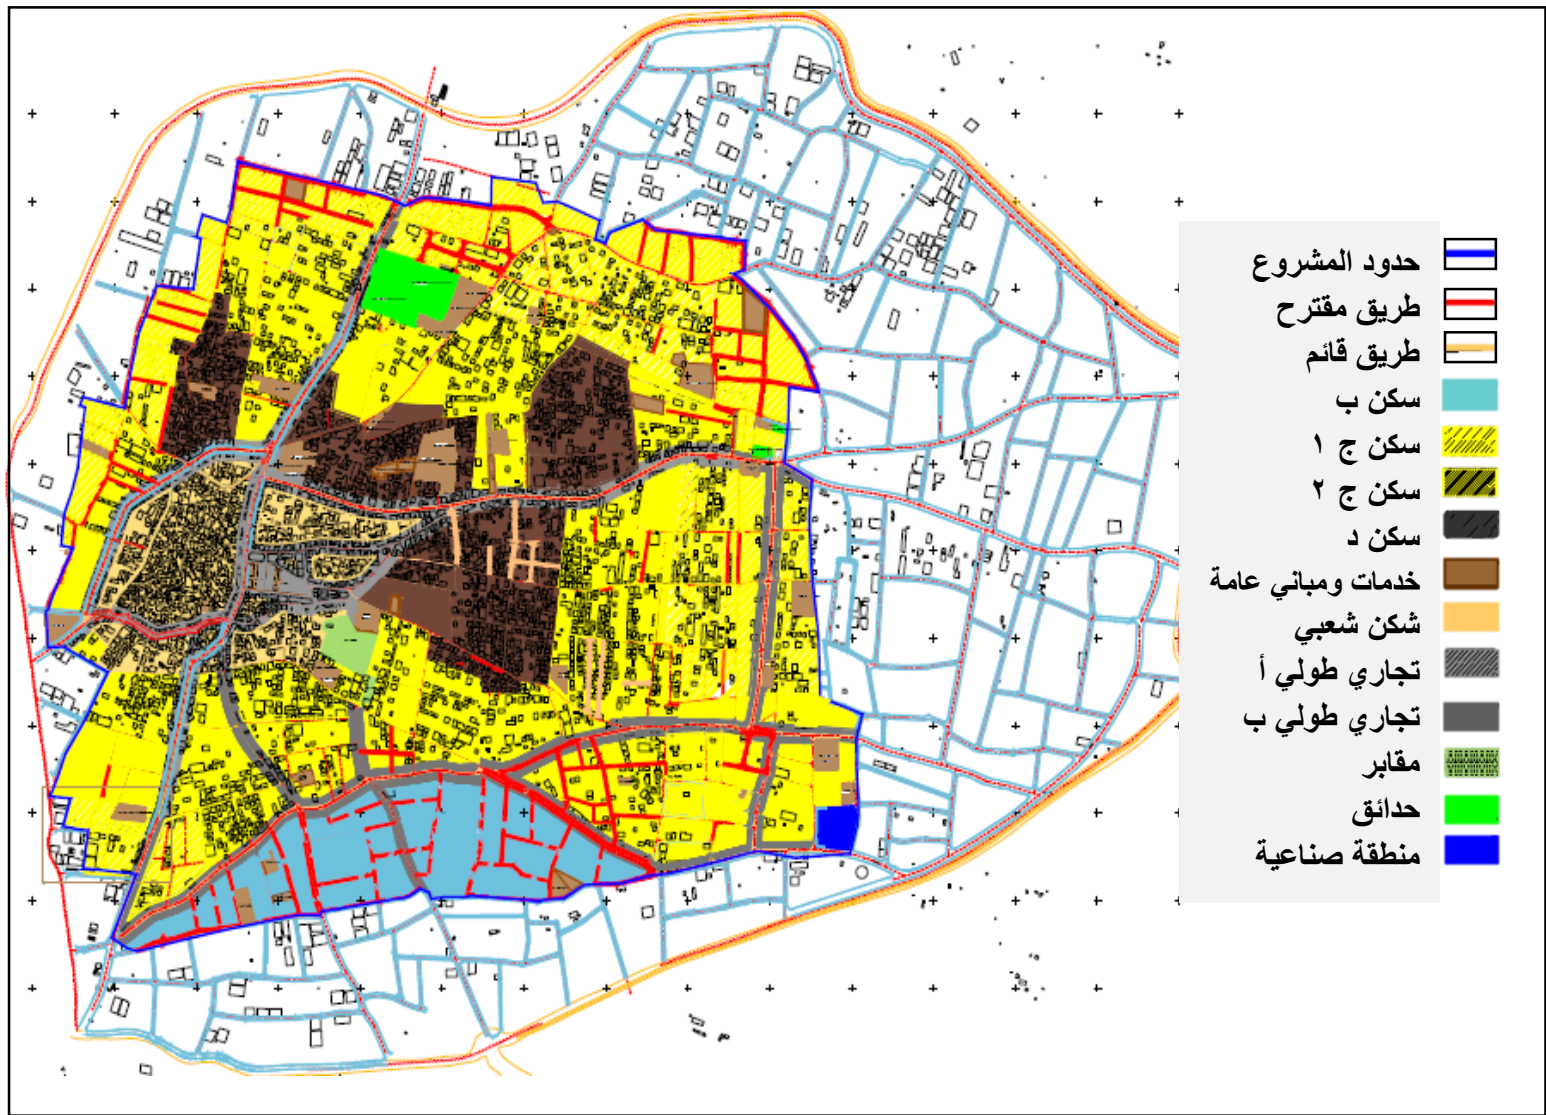 حدود المشروع
طريق مقترح
طريق قائم
سكن ب
سكن ج ١
سكن ج ٢
سكن د
خدمات ومباني عامة
شكن شعبي
تجاري طولي أ
تجاري طولي ب
مقابر
حدائق
منطقة صناعية